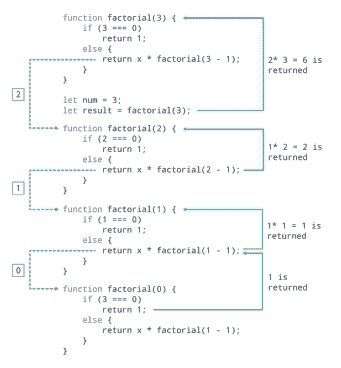 function factorial(3) {
if (3 === 0)
return 1;
else {
return x * factorial(3 - 1);
}
}
2* 3 = 6 is
returned
2
let num = 3;
let result = factorial(3);
function factorial(2) {
if (2 === 0)
return 1;
else {
return x * factorial(2 - 1);
}
}
1* 2 = 2 is
returned
1
function factorial(1) {
if (1 === 0)
return 1;
else {
return x * factorial(1 - 1);
}
}
1* 1 = 1 is
returned
0
function factorial(0) {
if (3 === 0)
return 1;
else {
return x * factorial(1 - 1);
}
}
1 is
returned